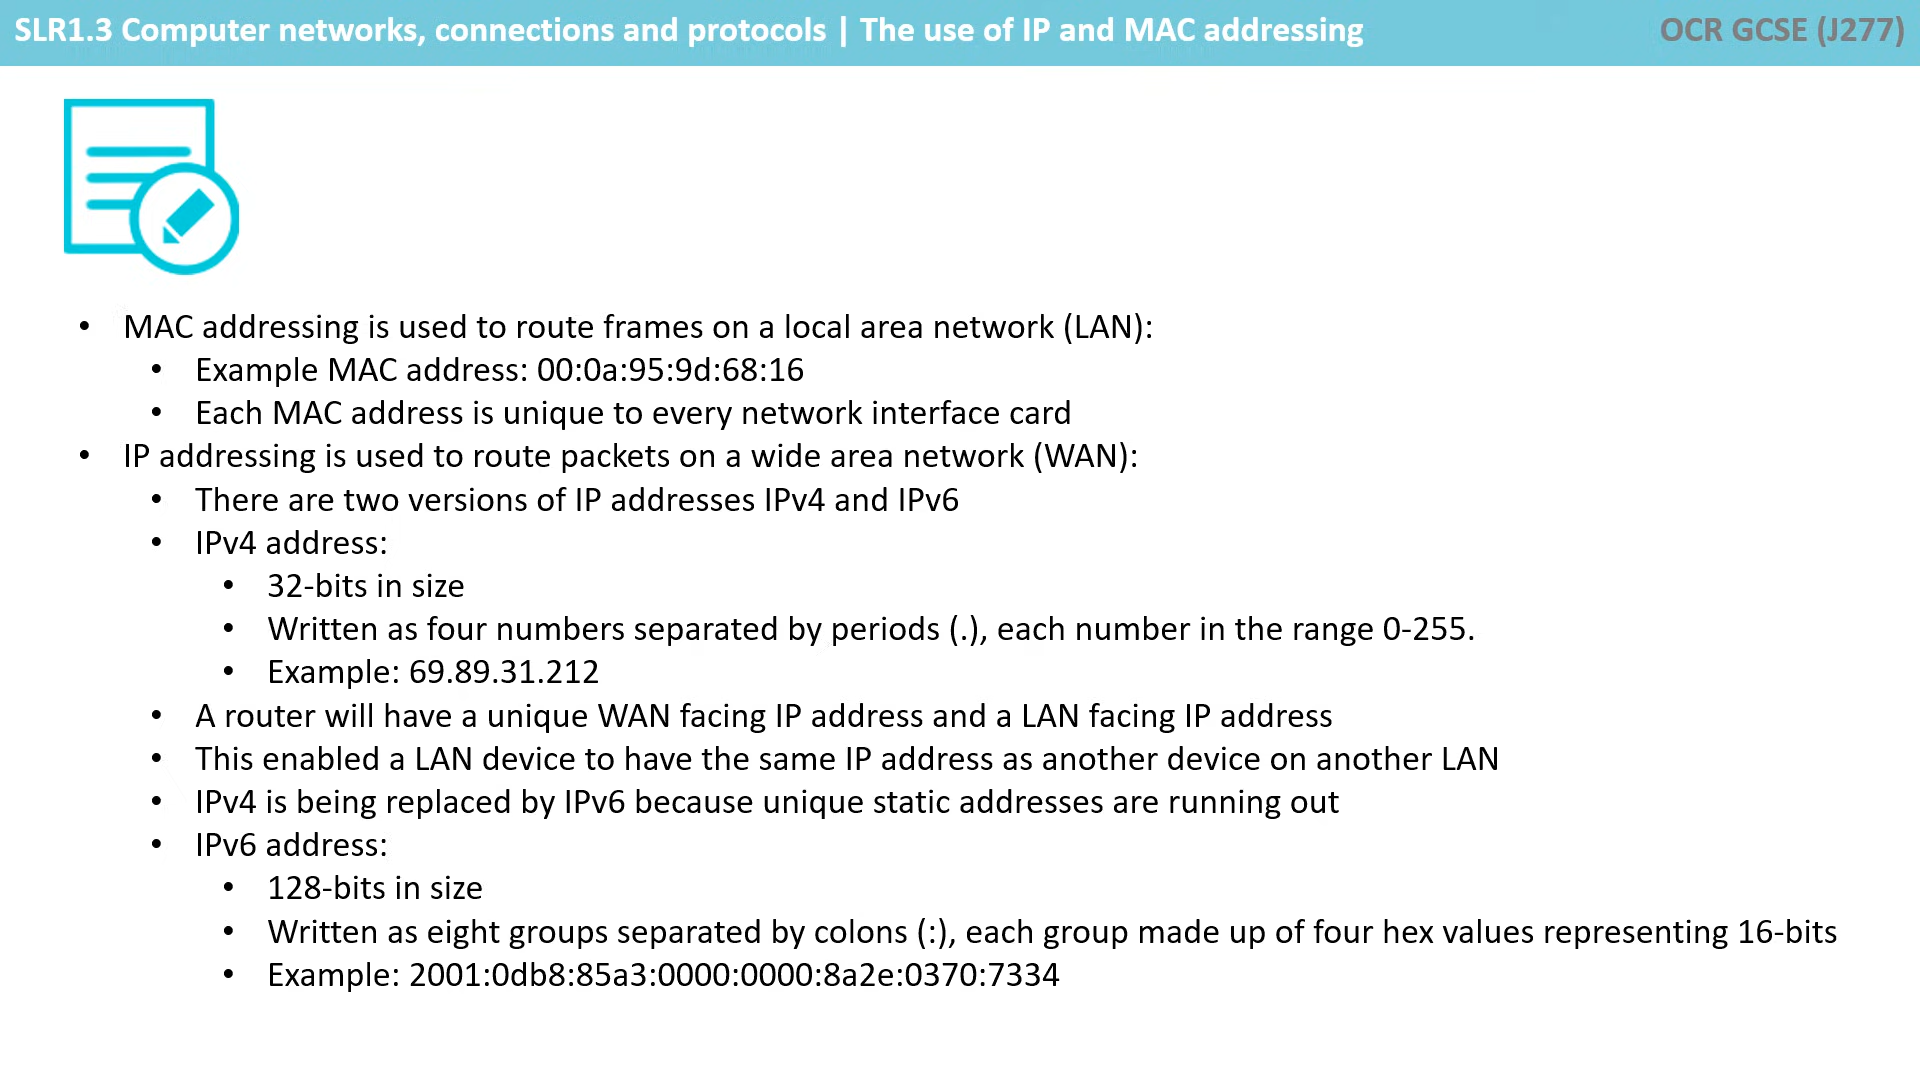 SLR1.3 Computer networks, connections and protocols | The use of IP and MAC addressing
OCR GCSE (J277)
• MAC addressing is used to route frames on a local area network (LAN):
• Example MAC address: 00:0a:95:9d:68:16
• Each MAC address is unique to every network interface card
• IP addressing is used to route packets on a wide area network (WAN):
• There are two versions of IP addresses IPv4 and IPv6
• IPv4 address:
• 32-bits in size
• Written as four numbers separated by periods (.), each number in the range 0-255.
• Example: 69.89.31.212
• A router will have a unique WAN facing IP address and a LAN facing IP address
• This enabled a LAN device to have the same IP address as another device on another LAN
• IPv4 is being replaced by IPv6 because unique static addresses are running out
• IPv6 address:
• 128-bits in size
• Written as eight groups separated by colons (:), each group made up of four hex values representing 16-bits
• Example: 2001:0db8:85a3:0000:0000:8a2e:0370:7334